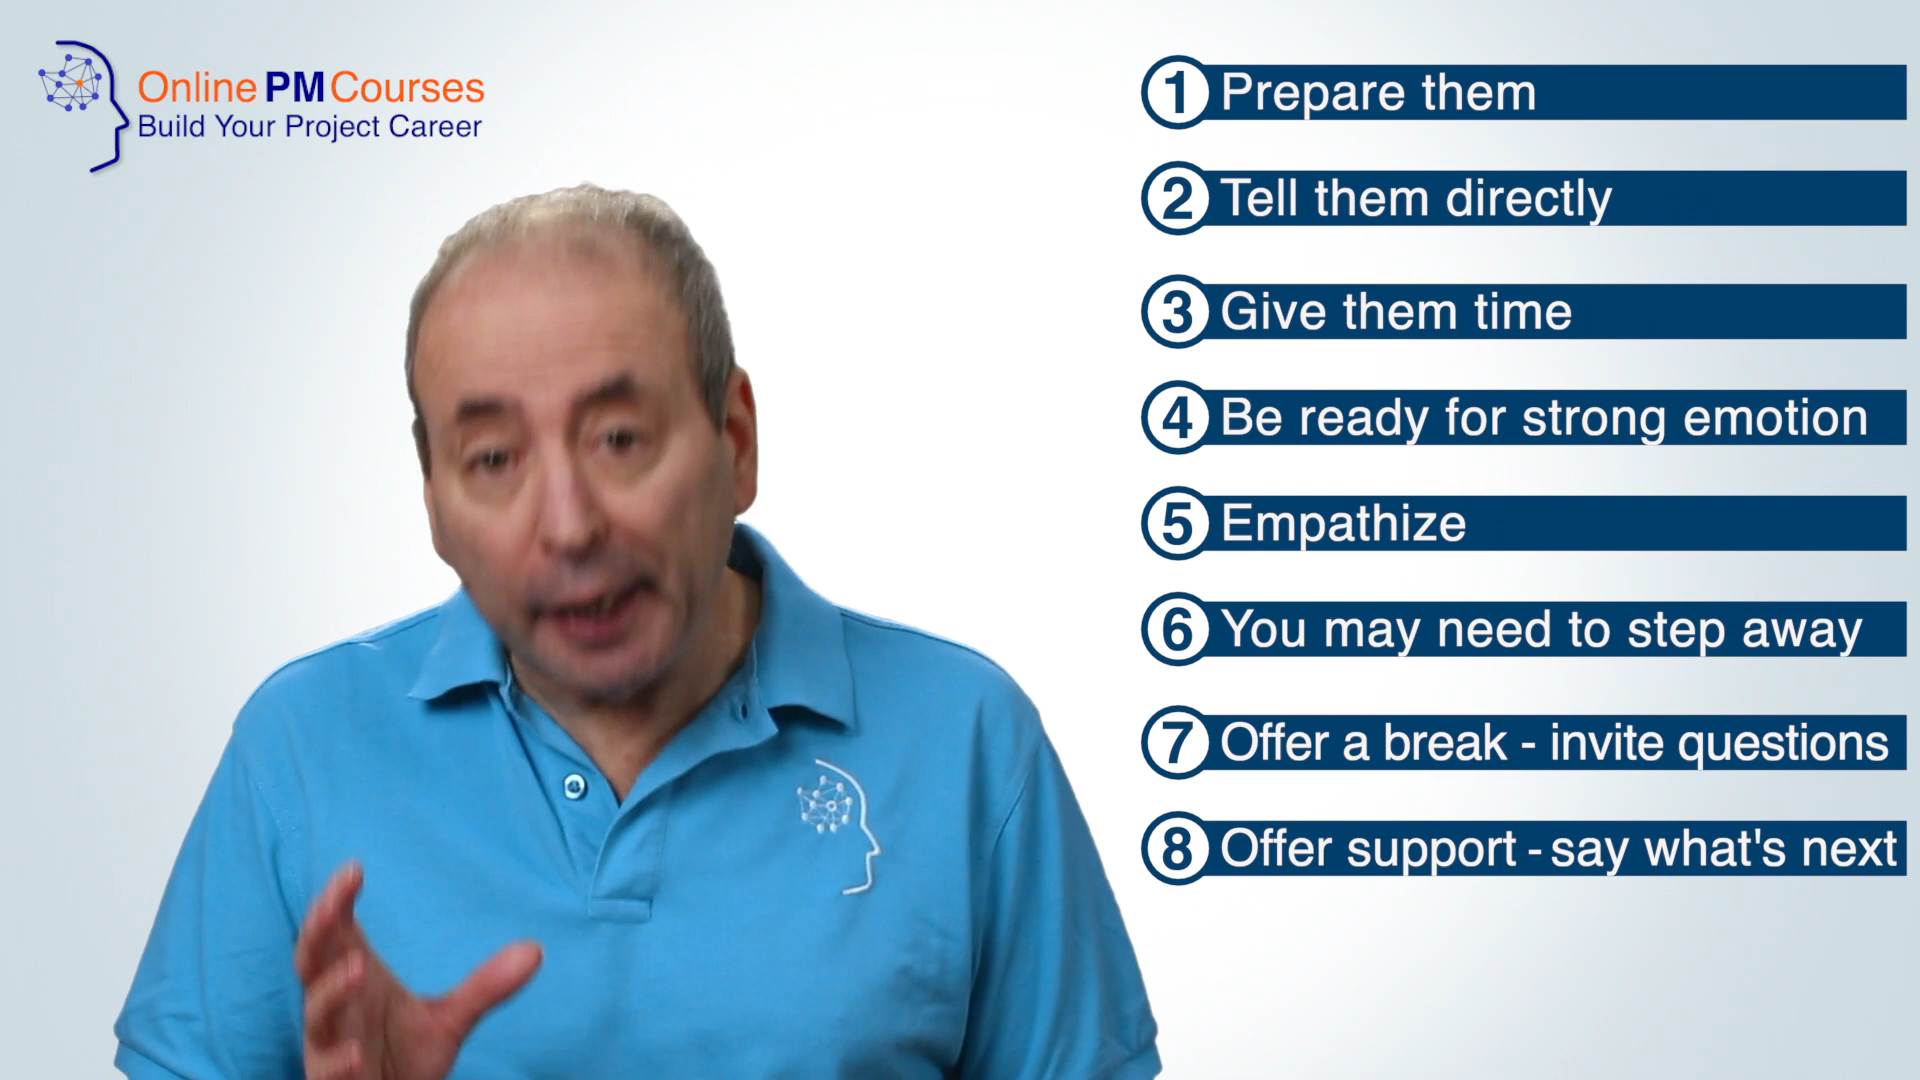 Online PM Courses
Build Your Project Career
1 Prepare them
2 Tell them directly
3 Give them time
4 Be ready for strong emotion
5 Empathize
6 You may need to step away
7 Offer a break - invite questions
8 Offer support - say what's next